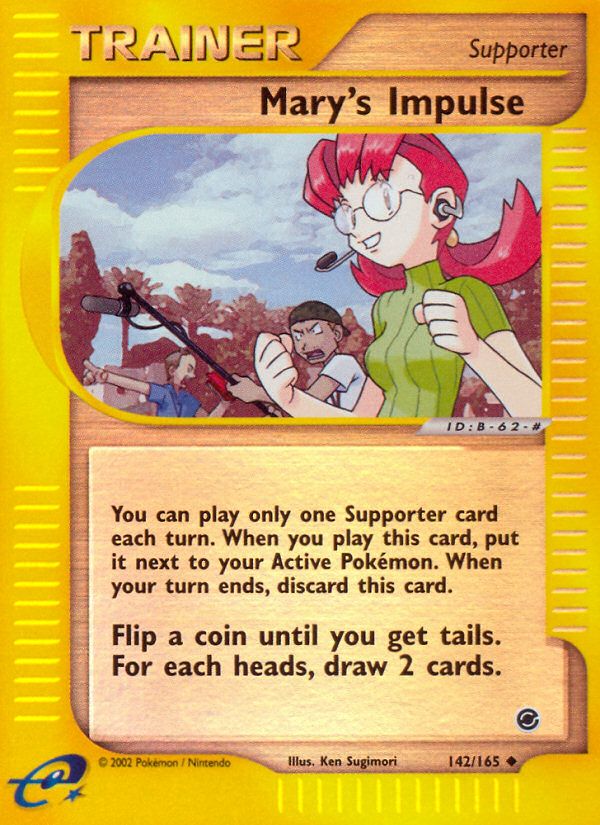 TRAINER
Supporter
Mary's Impulse
ID:B-62-#
You can play only one Supporter card
each turn. When you play this card, put
it next to your Active Pokémon. When
your turn ends, discard this card.
Flip a coin until you get tails.
For each heads, draw 2 cards.
© 2002 Pokémon / Nintendo
Illus. Ken Sugimori
142/165 ◆
e